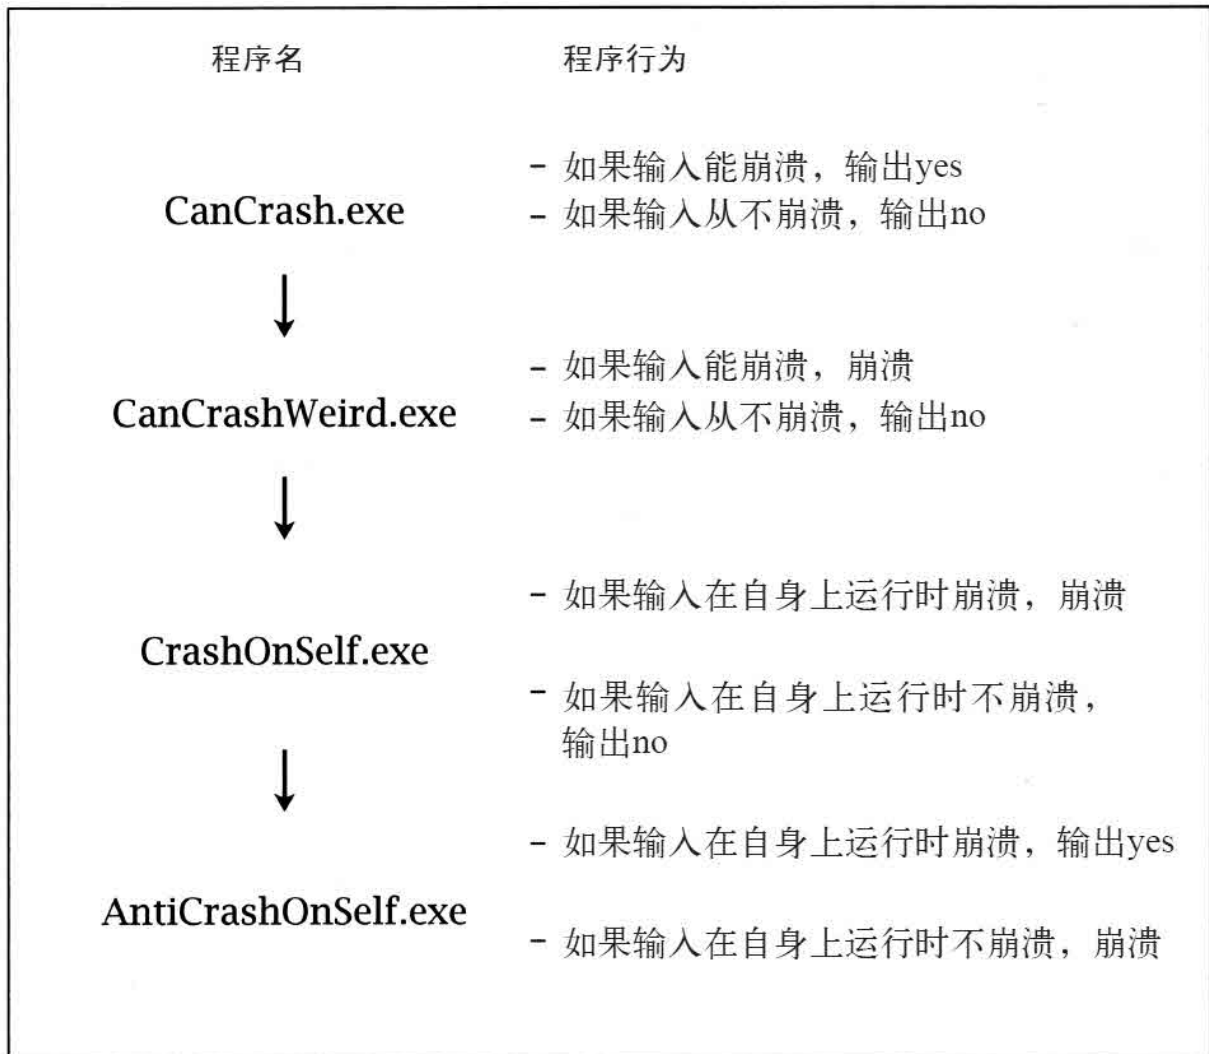 程序名 程序行为
- 如果输入能崩溃，输出yes
CanCrash.exe
- 如果输入从不崩溃，输出no
- 如果输入能崩溃，崩溃
CanCrashWeird.exe
- 如果输入从不崩溃，输出no
- 如果输入在自身上运行时崩溃，崩溃
CrashOnSelf.exe
- 如果输入在自身上运行时不崩溃，
输出no
- 如果输入在自身上运行时崩溃，输出yes
AntiCrashOnSelf.exe
- 如果输入在自身上运行时不崩溃，崩溃